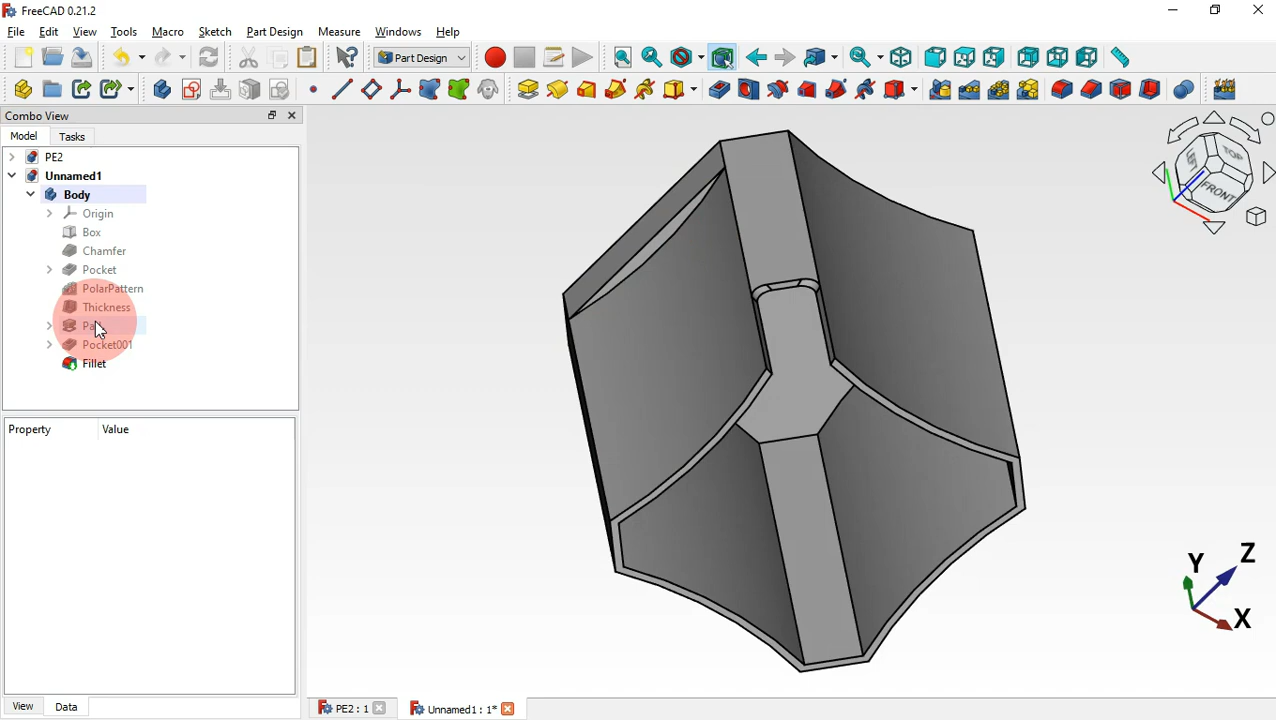 FreeCAD 0.21.2
File Edit View Tools Macro Sketch Part Design Measure Windows Help
Part Design
Combo View
Model Tasks
PE2
Unnamed1
Body
Origin
Box
Chamfer
Pocket
PolarPattern
Thickness
Pocket001
Fillet
Property Value
View Data
PE2 : 1
Unnamed1 : 1*
TOP
FRONT
Y
Z
X